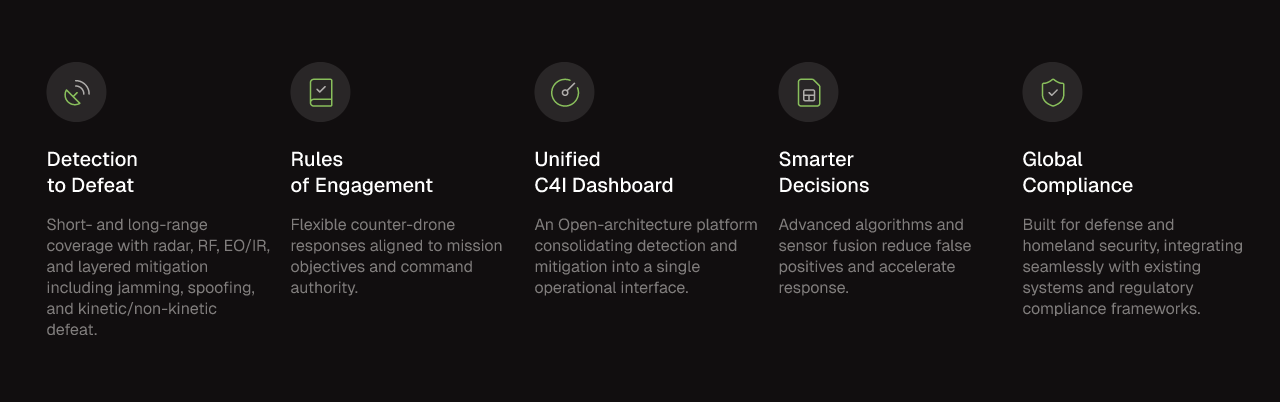 Detection
to Defeat
Short- and long-range
coverage with radar, RF, EO/IR,
and layered mitigation
including jamming, spoofing,
and kinetic/non-kinetic
defeat.
Rules
of Engagement
Flexible counter-drone
responses aligned to mission
objectives and command
authority.
Unified
C4I Dashboard
An Open-architecture platform
consolidating detection and
mitigation into a single
operational interface.
Smarter
Decisions
Advanced algorithms and
sensor fusion reduce false
positives and accelerate
response.
Global
Compliance
Built for defense and
homeland security, integrating
seamlessly with existing
systems and regulatory
compliance frameworks.